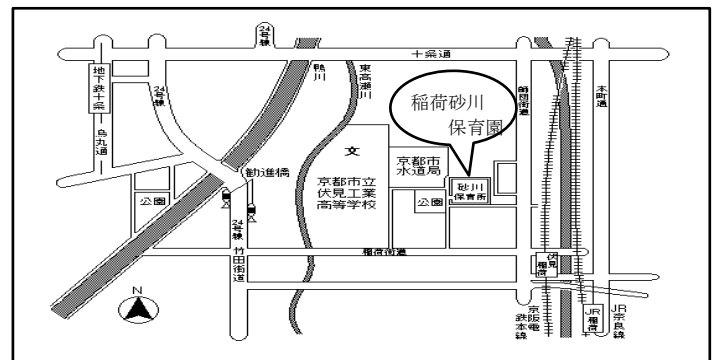 24号線
十条通
地下鉄十条
24号線
鴨川
東高瀬川
師団街道
本町通
稲荷砂川
保育園
烏丸通
文
京都市
水道局
勧進橋
京都市立
伏見工業
高等学校
砂川
保育所
公園
公園
24号線
竹田街道
稲荷街道
伏見稲荷
N
京阪電鉄本線
JR稲荷
JR奈良線